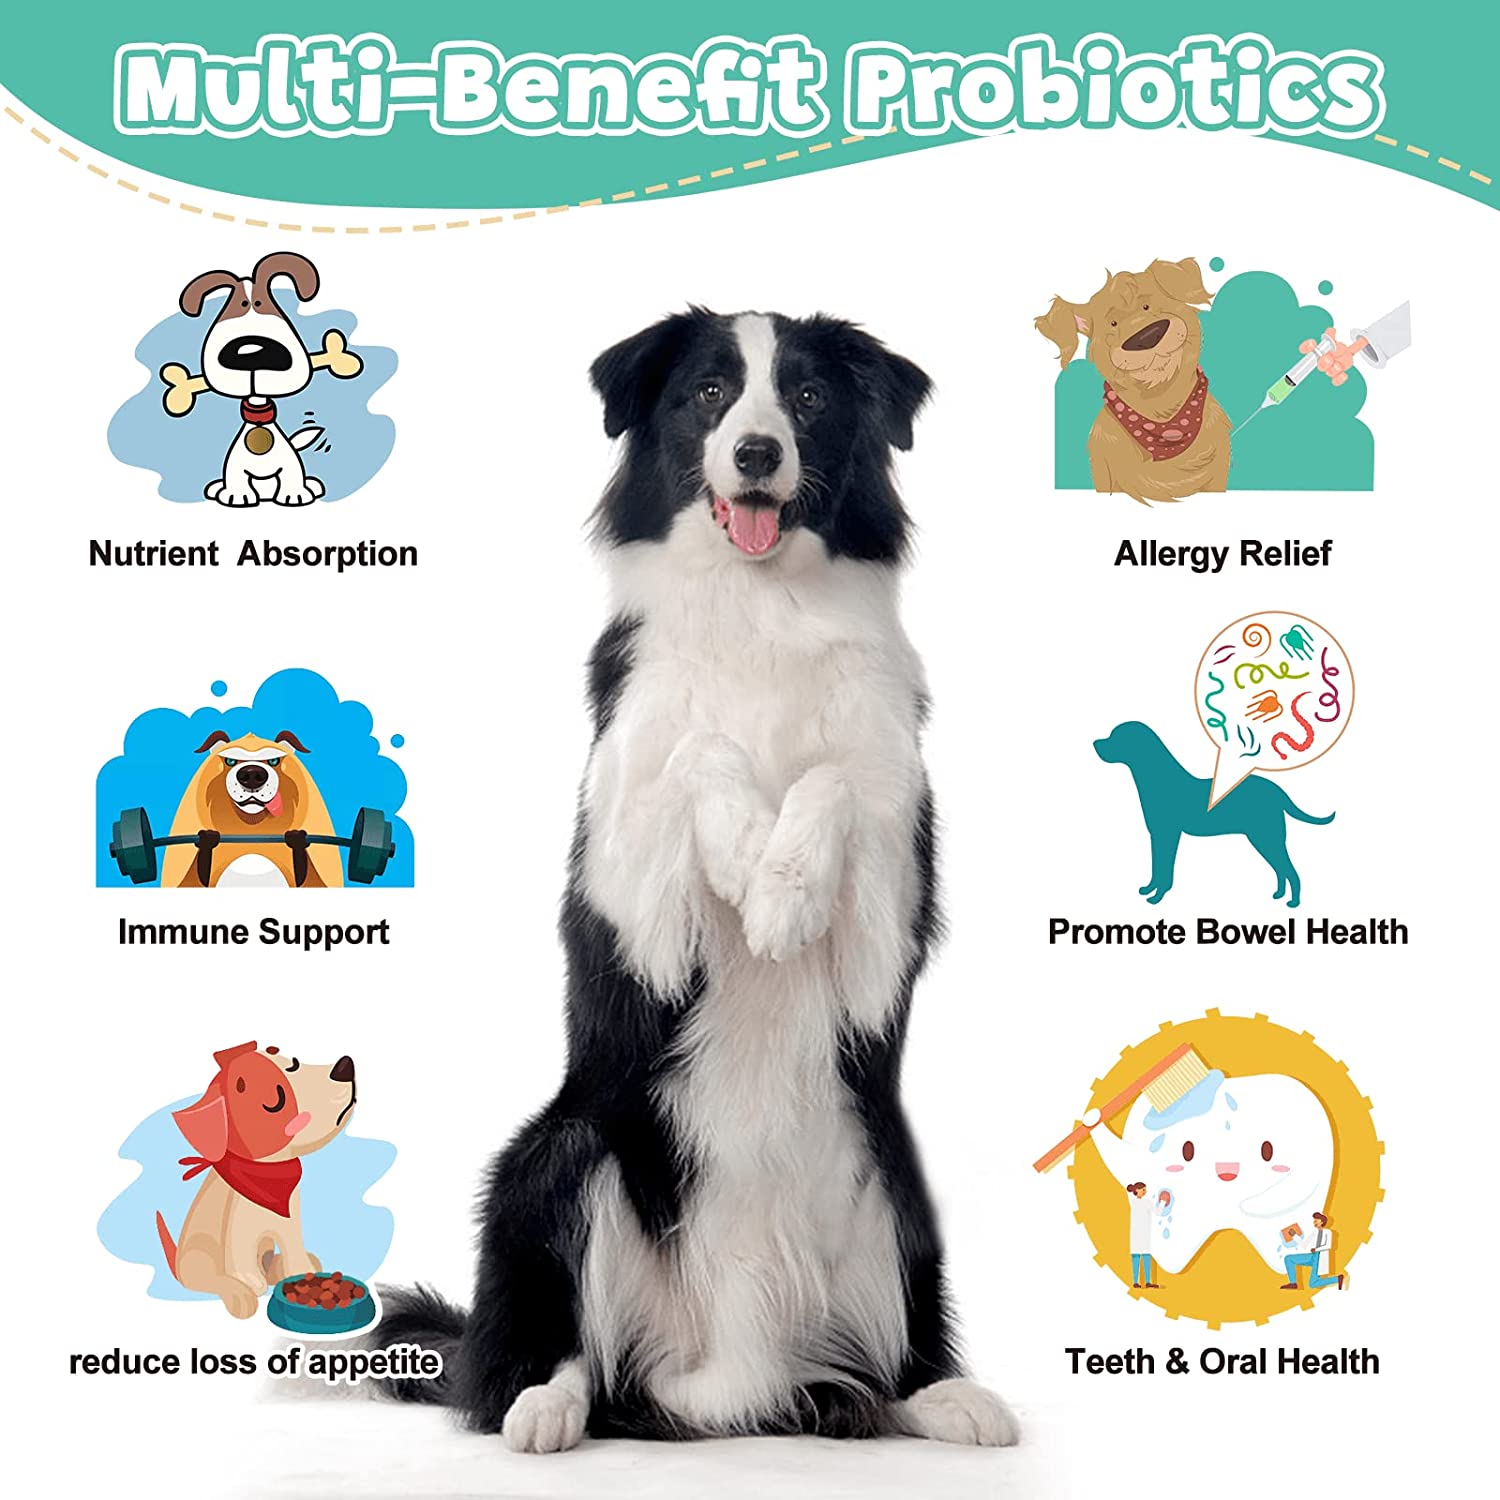 Multi-Benefit Probiotics
Nutrient Absorption
Allergy Relief
Immune Support
Promote Bowel Health
reduce loss of appetite
Teeth & Oral Health